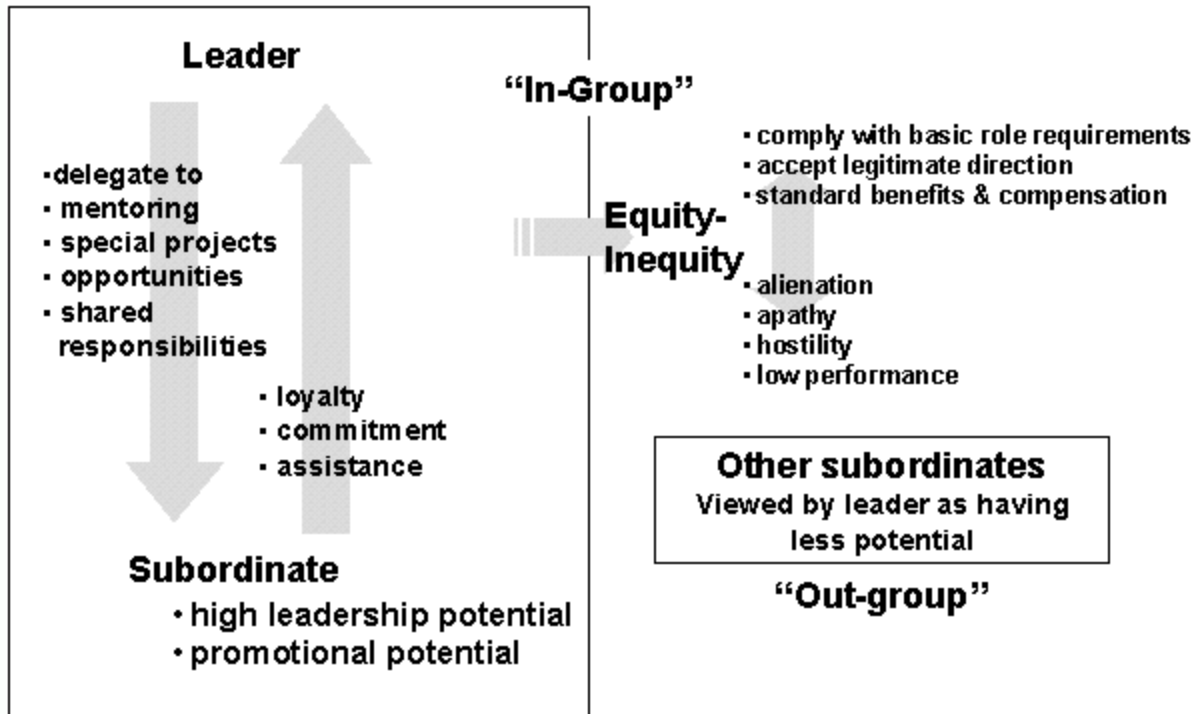 Leader
“In-Group”
▪delegate to
▪ mentoring
▪ special projects
▪ opportunities
▪ shared
responsibilities
▪ loyalty
▪ commitment
▪ assistance
Subordinate
• high leadership potential
• promotional potential
Equity-
Inequity
▪ comply with basic role requirements
▪ accept legitimate direction
▪ standard benefits & compensation
▪ alienation
▪ apathy
▪ hostility
▪ low performance
Other subordinates
Viewed by leader as having
less potential
“Out-group”